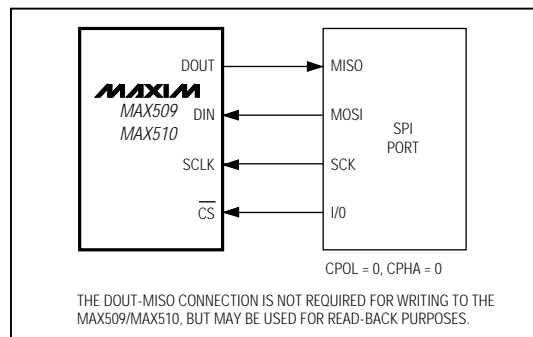 DOUT MISO
MAXIM
MAX509 DIN MOSI
MAX510 SPI
PORT
SCLK SCK
CS I/0
CPOL = 0, CPHA = 0
THE DOUT-MISO CONNECTION IS NOT REQUIRED FOR WRITING TO THE
MAX509/MAX510, BUT MAY BE USED FOR READ-BACK PURPOSES.